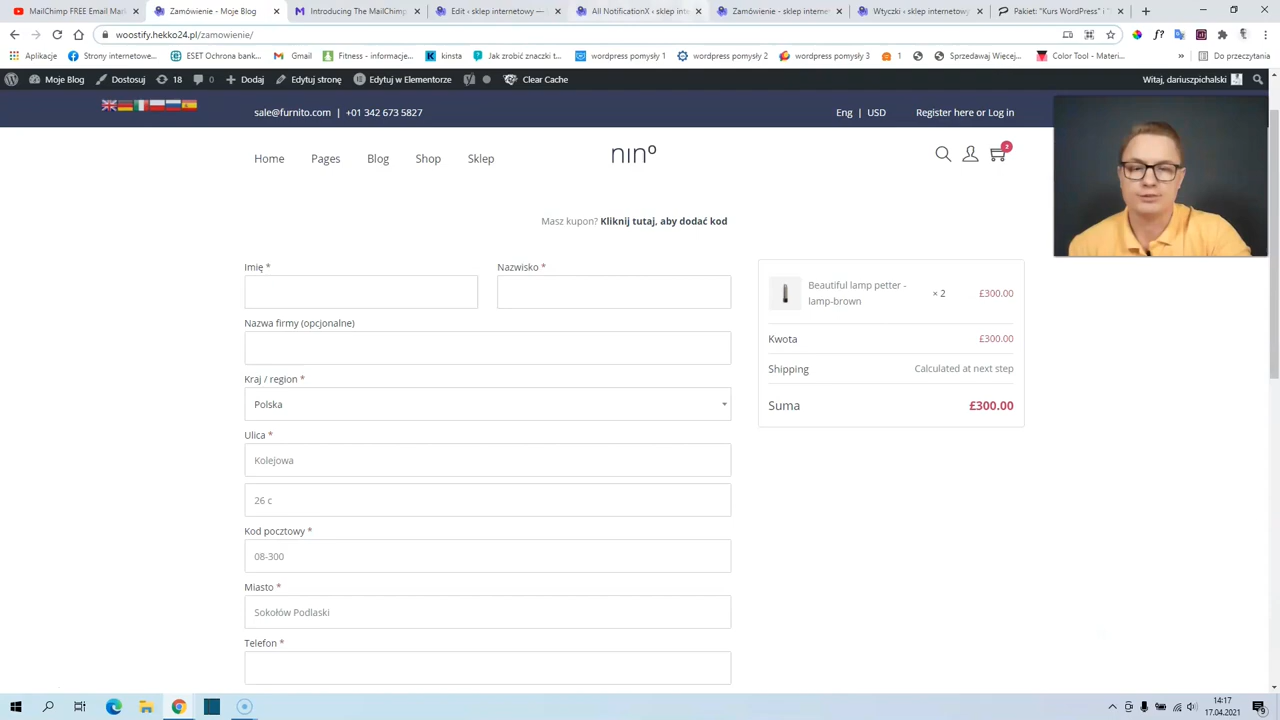 MailChimp FREE Email Mark
Zamówienie - Mój Blog
Introducing The MailChimp
Edit ‹ sklep internetowy —
All NotificationX ‹ sklep inte
Zamówienie - sklep interne
Wtyczki ‹ sklep internetowy
Pakiet: "Kurs WordPress"
woostify.hekko24.pl/zamowienie/
Aplikacje
Strony internetowe...
ESET Ochrona bank...
Gmail
Fitness - informacje...
kinsta
Jak zrobić znaczki t...
wordpress pomysły 1
wordpress pomysły 2
1
Sprzedawaj Więcej...
Color Tool - Materi...
Do przeczytania
Moje Blog
Dostosuj
18
0
Dodaj
Edytuj stronę
Edytuj w Elementorze
Clear Cache
Witaj, dariuszpichalski
sale@furnito.com | +01 342 673 5827
Eng | USD
Register here or Log in
Home
Pages
Blog
Shop
Sklep
nınº
2
Masz kupon? Kliknij tutaj, aby dodać kod
Imię *
Nazwisko *
Nazwa firmy (opcjonalne)
Kraj / region *
Polska
Ulica *
Kolejowa
26 c
Kod pocztowy *
08-300
Miasto *
Sokołów Podlaski
Telefon *
Beautiful lamp petter -
lamp-brown
× 2
£300.00
Kwota
£300.00
Shipping
Calculated at next step
Suma
£300.00
14:17
17.04.2021
9